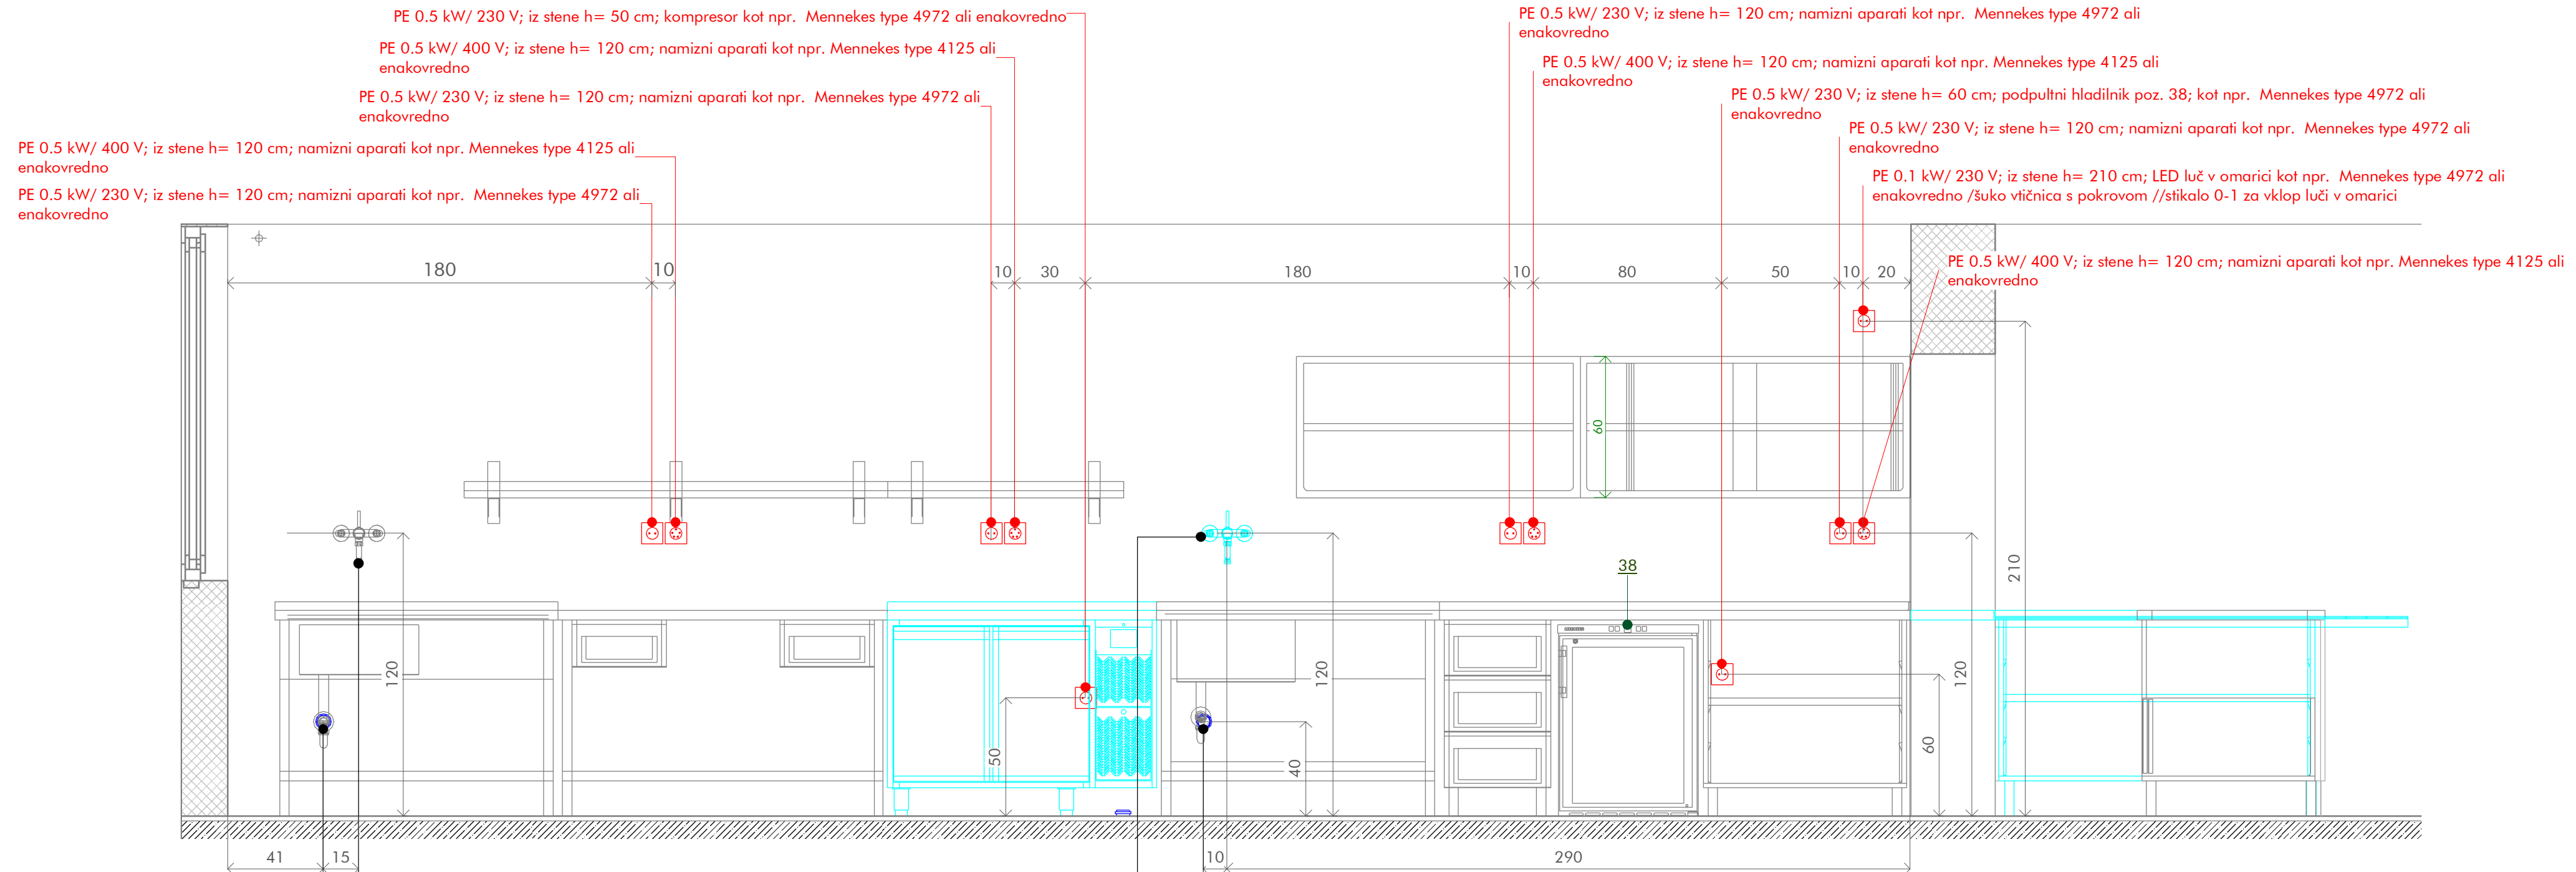 PE 0.5 kW/ 230 V; iz stene h= 50 cm; kompresor kot npr.  Mennekes type 4972 ali enakovredno
PE 0.5 kW/ 400 V; iz stene h= 120 cm; namizni aparati kot npr. Mennekes type 4125 ali
enakovredno
PE 0.5 kW/ 230 V; iz stene h= 120 cm; namizni aparati kot npr.  Mennekes type 4972 ali
enakovredno
PE 0.5 kW/ 400 V; iz stene h= 120 cm; namizni aparati kot npr. Mennekes type 4125 ali
enakovredno
PE 0.5 kW/ 230 V; iz stene h= 120 cm; namizni aparati kot npr.  Mennekes type 4972 ali
enakovredno
PE 0.5 kW/ 230 V; iz stene h= 120 cm; namizni aparati kot npr.  Mennekes type 4972 ali
enakovredno
PE 0.5 kW/ 400 V; iz stene h= 120 cm; namizni aparati kot npr. Mennekes type 4125 ali
enakovredno
PE 0.5 kW/ 230 V; iz stene h= 60 cm; podpultni hladilnik poz. 38; kot npr.  Mennekes type 4972 ali
enakovredno
PE 0.5 kW/ 230 V; iz stene h= 120 cm; namizni aparati kot npr.  Mennekes type 4972 ali
enakovredno
PE 0.1 kW/ 230 V; iz stene h= 210 cm; LED luč v omarici kot npr.  Mennekes type 4972 ali
enakovredno /šuko vtičnica s pokrovom //stikalo 0-1 za vklop luči v omarici
PE 0.5 kW/ 400 V; iz stene h= 120 cm; namizni aparati kot npr. Mennekes type 4125 ali
enakovredno
180 10 10 30 180 10 80 50 10 20
60
38
210
120 120 120
50 40 60
41 15 10 290